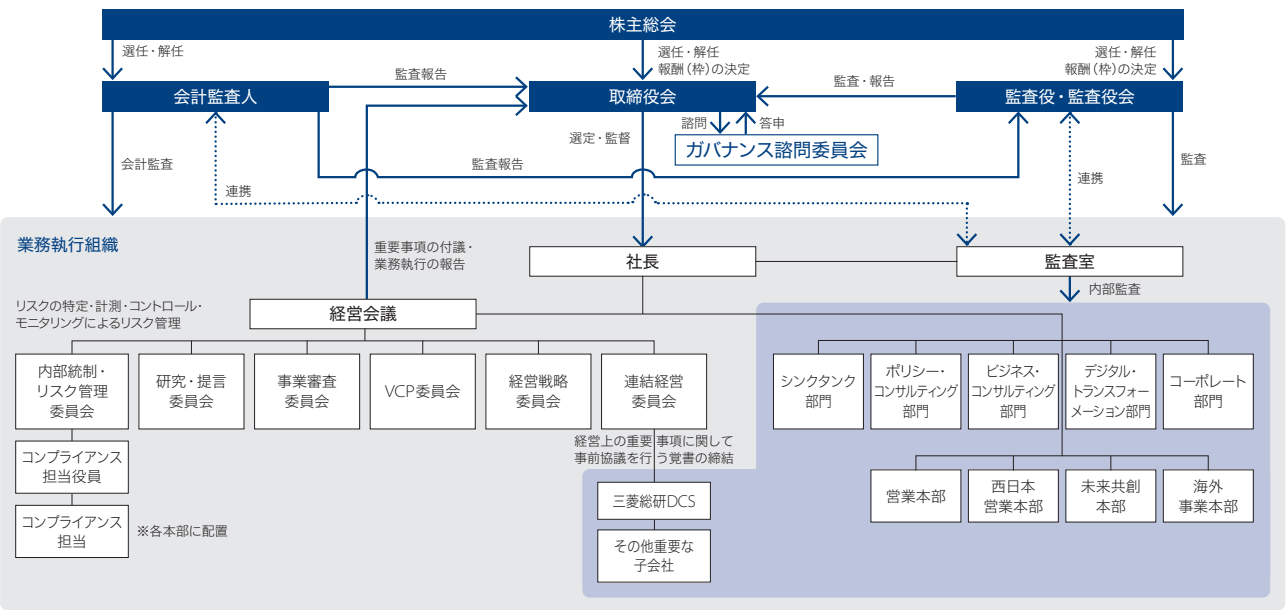 株主総会
選任・解任
選任・解任
報酬（枠）の決定
選任・解任
報酬（枠）の決定
監査報告
監査・報告
会計監査人
取締役会
監査役・監査役会
諮問
答申
選定・監督
ガバナンス諮問委員会
会計監査
監査報告
監査
連携
連携
業務執行組織
重要事項の付議・
業務執行の報告
社長
監査室
内部監査
リスクの特定・計測・コントロール・
モニタリングによるリスク管理
経営会議
内部統制・
リスク管理
委員会
研究・提言
委員会
事業審査
委員会
VCP委員会
経営戦略
委員会
連結経営
委員会
シンクタンク
部門
ポリシー・
コンサルティング
部門
ビジネス・
コンサルティング
部門
デジタル・
トランスフォー
メーション部門
コーポレート
部門
経営上の重要事項に関して
事前協議を行う覚書の締結
コンプライアンス
担当役員
営業本部
西日本
営業本部
未来共創
本部
海外
事業本部
三菱総研DCS
コンプライアンス
担当
※各本部に配置
その他重要な
子会社